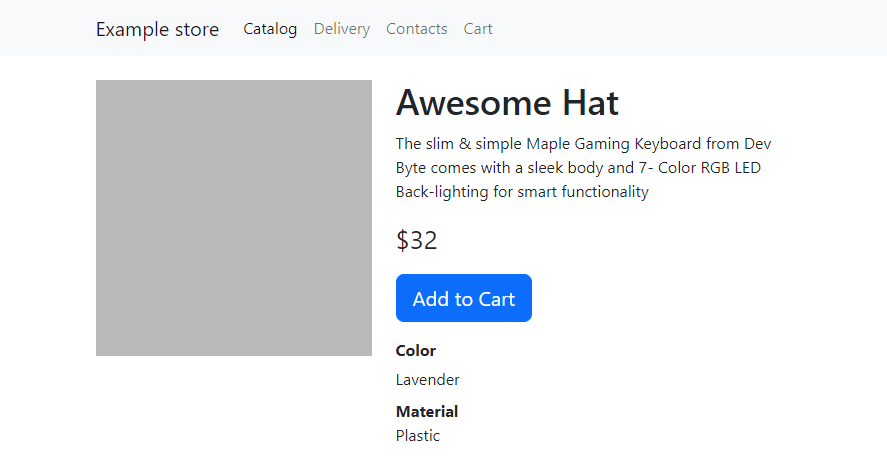 Example store Catalog Delivery Contacts Cart
Awesome Hat
The slim & simple Maple Gaming Keyboard from Dev
Byte comes with a sleek body and 7- Color RGB LED
Back-lighting for smart functionality
$32
Add to Cart
Color
Lavender
Material
Plastic